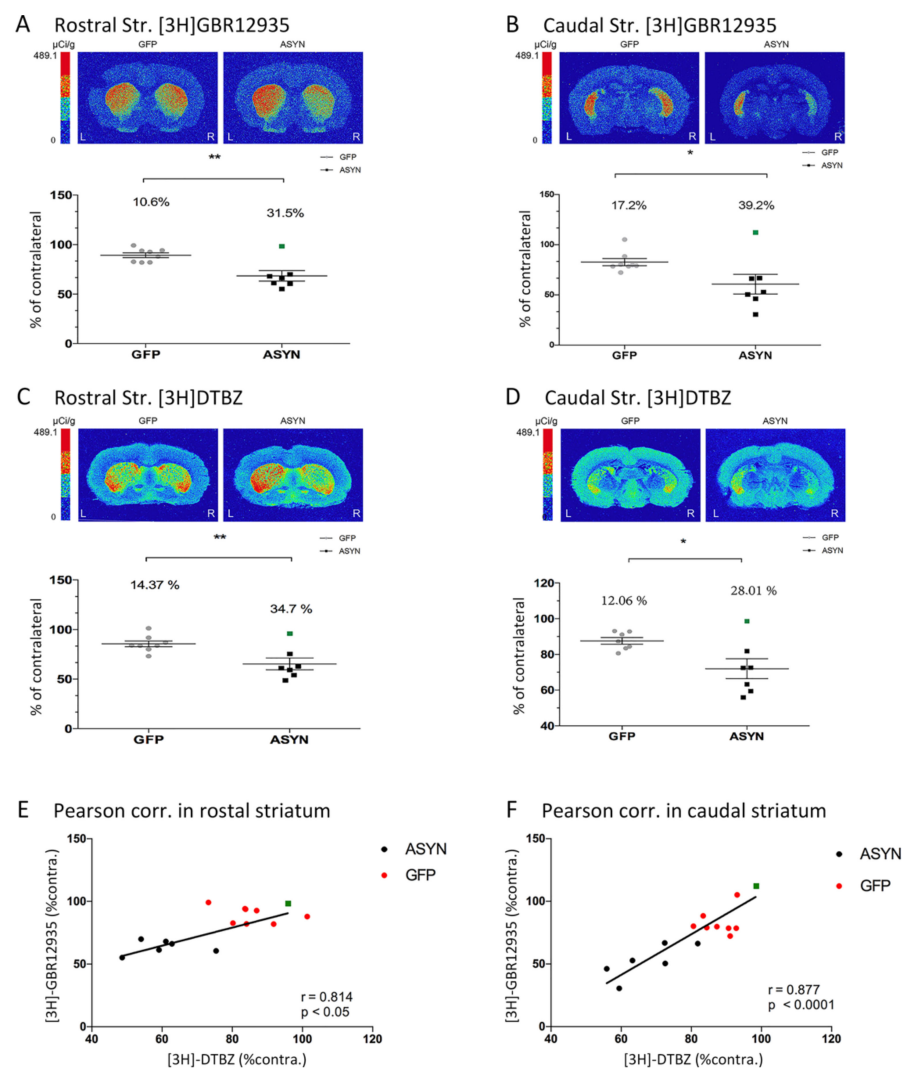 A Rostral Str. [3H]GBR12935
µCi/g GFP ASYN
489.1
0
L R L R
**
GFP
ASYN
150
10.6% 31.5%
100
50
0
% of contralateral
GFP ASYN
B Caudal Str. [3H]GBR12935
µCi/g GFP ASYN
489.1
0
L R L R
*
GFP
ASYN
150
17.2% 39.2%
100
50
0
% of contralateral
GFP ASYN
C Rostral Str. [3H]DTBZ
µCi/g GFP ASYN
489.1
0
L R L R
**
GFP
ASYN
150
14.37 % 34.7 %
100
50
0
% of contralateral
GFP ASYN
D Caudal Str. [3H]DTBZ
µCi/g GFP ASYN
489.1
0
L R L R
*
GFP
ASYN
120
12.06 % 28.01 %
100
80
60
40
% of contralateral
GFP ASYN
E Pearson corr. in rostal striatum
150
100
50
0
[3H]-GBR12935 (%contra.)
ASYN
GFP
r = 0.814
p < 0.05
40 60 80 100 120
[3H]-DTBZ (%contra.)
F Pearson corr. in caudal striatum
150
100
50
0
[3H]-GBR12935 (%contra.)
ASYN
GFP
r = 0.877
p < 0.0001
40 60 80 100 120
[3H]-DTBZ (%contra.)